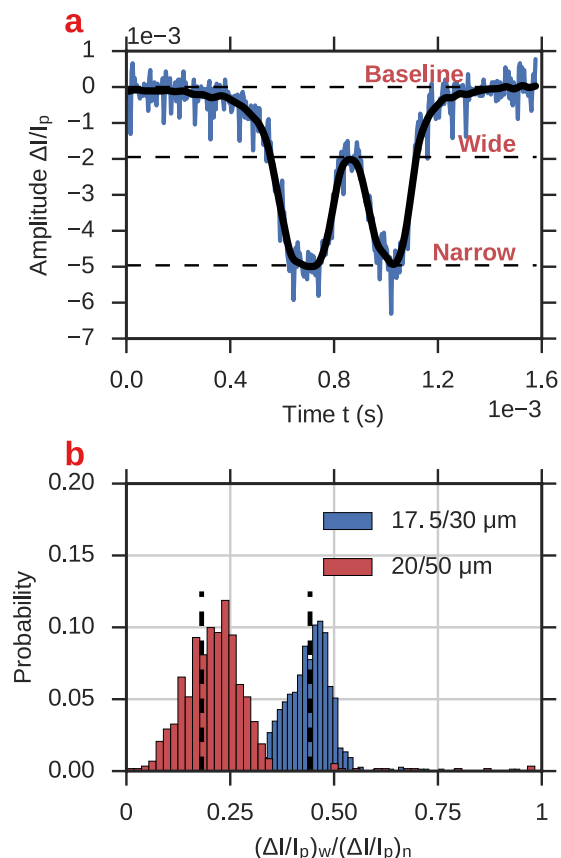 a
1e−3
1
0
−1
−2
−3
−4
−5
−6
−7
Amplitude ΔI/Iₚ
Baseline
Wide
Narrow
0.0 0.4 0.8 1.2 1.6
Time t (s)
1e−3
b
0.20
0.15
0.10
0.05
0.00
Probability
17.5/30 μm
20/50 μm
0 0.25 0.50 0.75 1
(ΔI/Iₚ)w/(ΔI/Iₚ)n